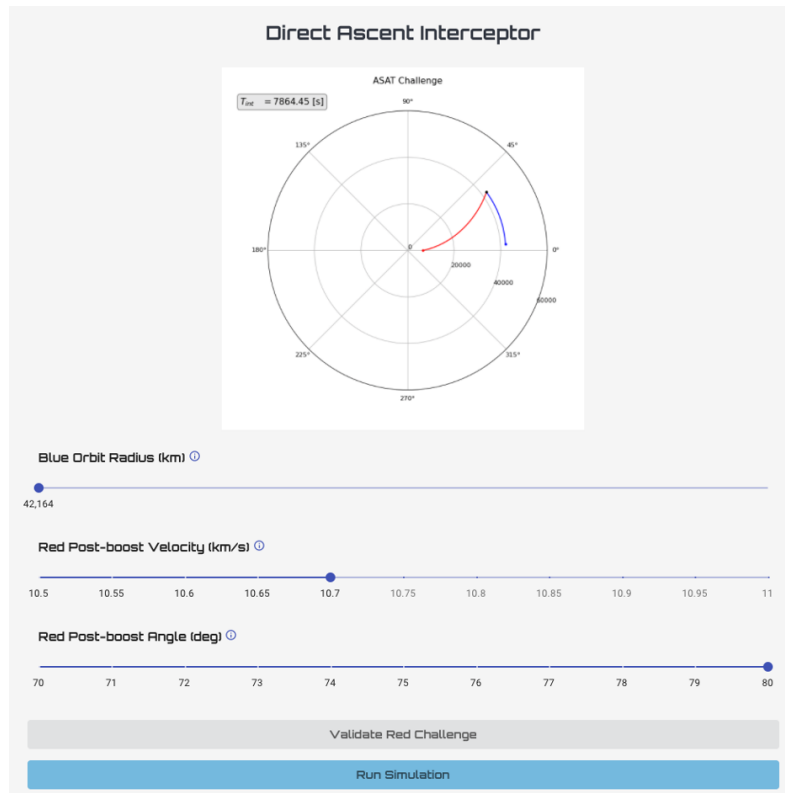 Direct Ascent Interceptor
ASAT Challenge
T_int = 7864.45 [s]
90°
135°
45°
180°
0
0°
20000
40000
60000
225°
315°
270°
Blue Orbit Radius (km)
42,164
Red Post-boost Velocity (km/s)
10.5 10.55 10.6 10.65 10.7 10.75 10.8 10.85 10.9 10.95 11
Red Post-boost Angle (deg)
70 71 72 73 74 75 76 77 78 79 80
Validate Red Challenge
Run Simulation